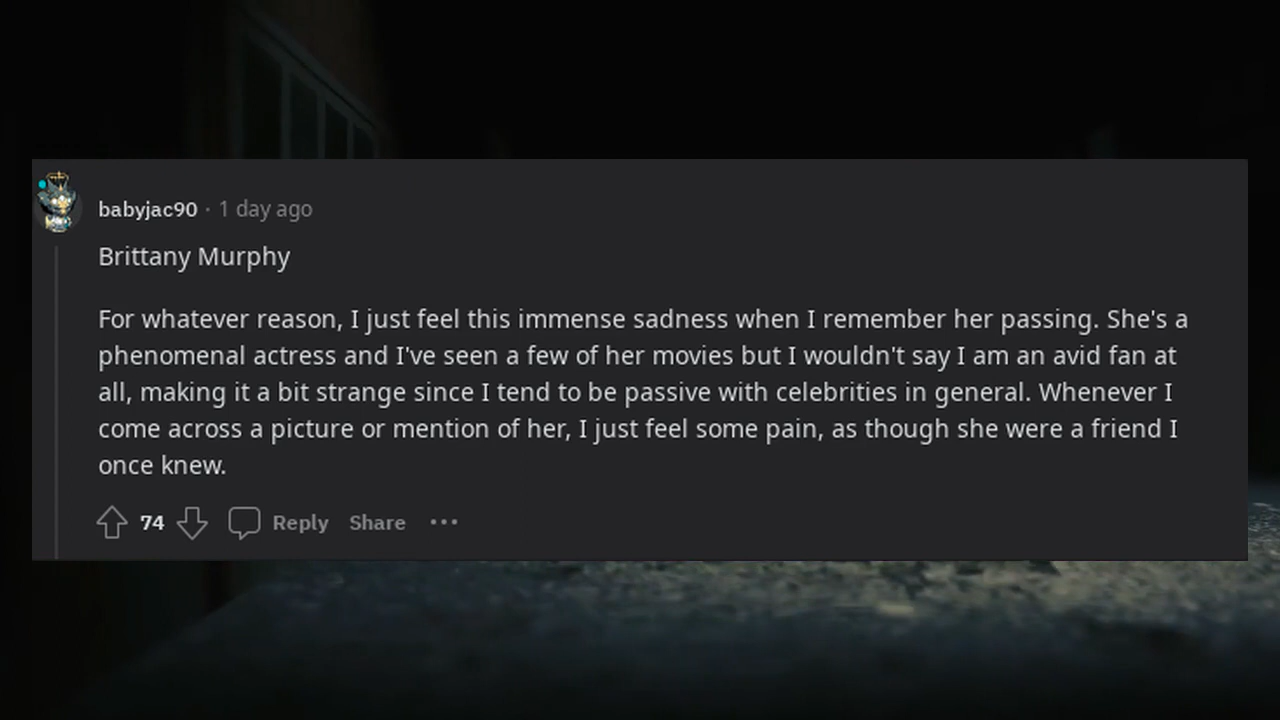 babyjac90 · 1 day ago
Brittany Murphy
For whatever reason, I just feel this immense sadness when I remember her passing. She's a
phenomenal actress and I've seen a few of her movies but I wouldn't say I am an avid fan at
all, making it a bit strange since I tend to be passive with celebrities in general. Whenever I
come across a picture or mention of her, I just feel some pain, as though she were a friend I
once knew.
74 Reply Share ···